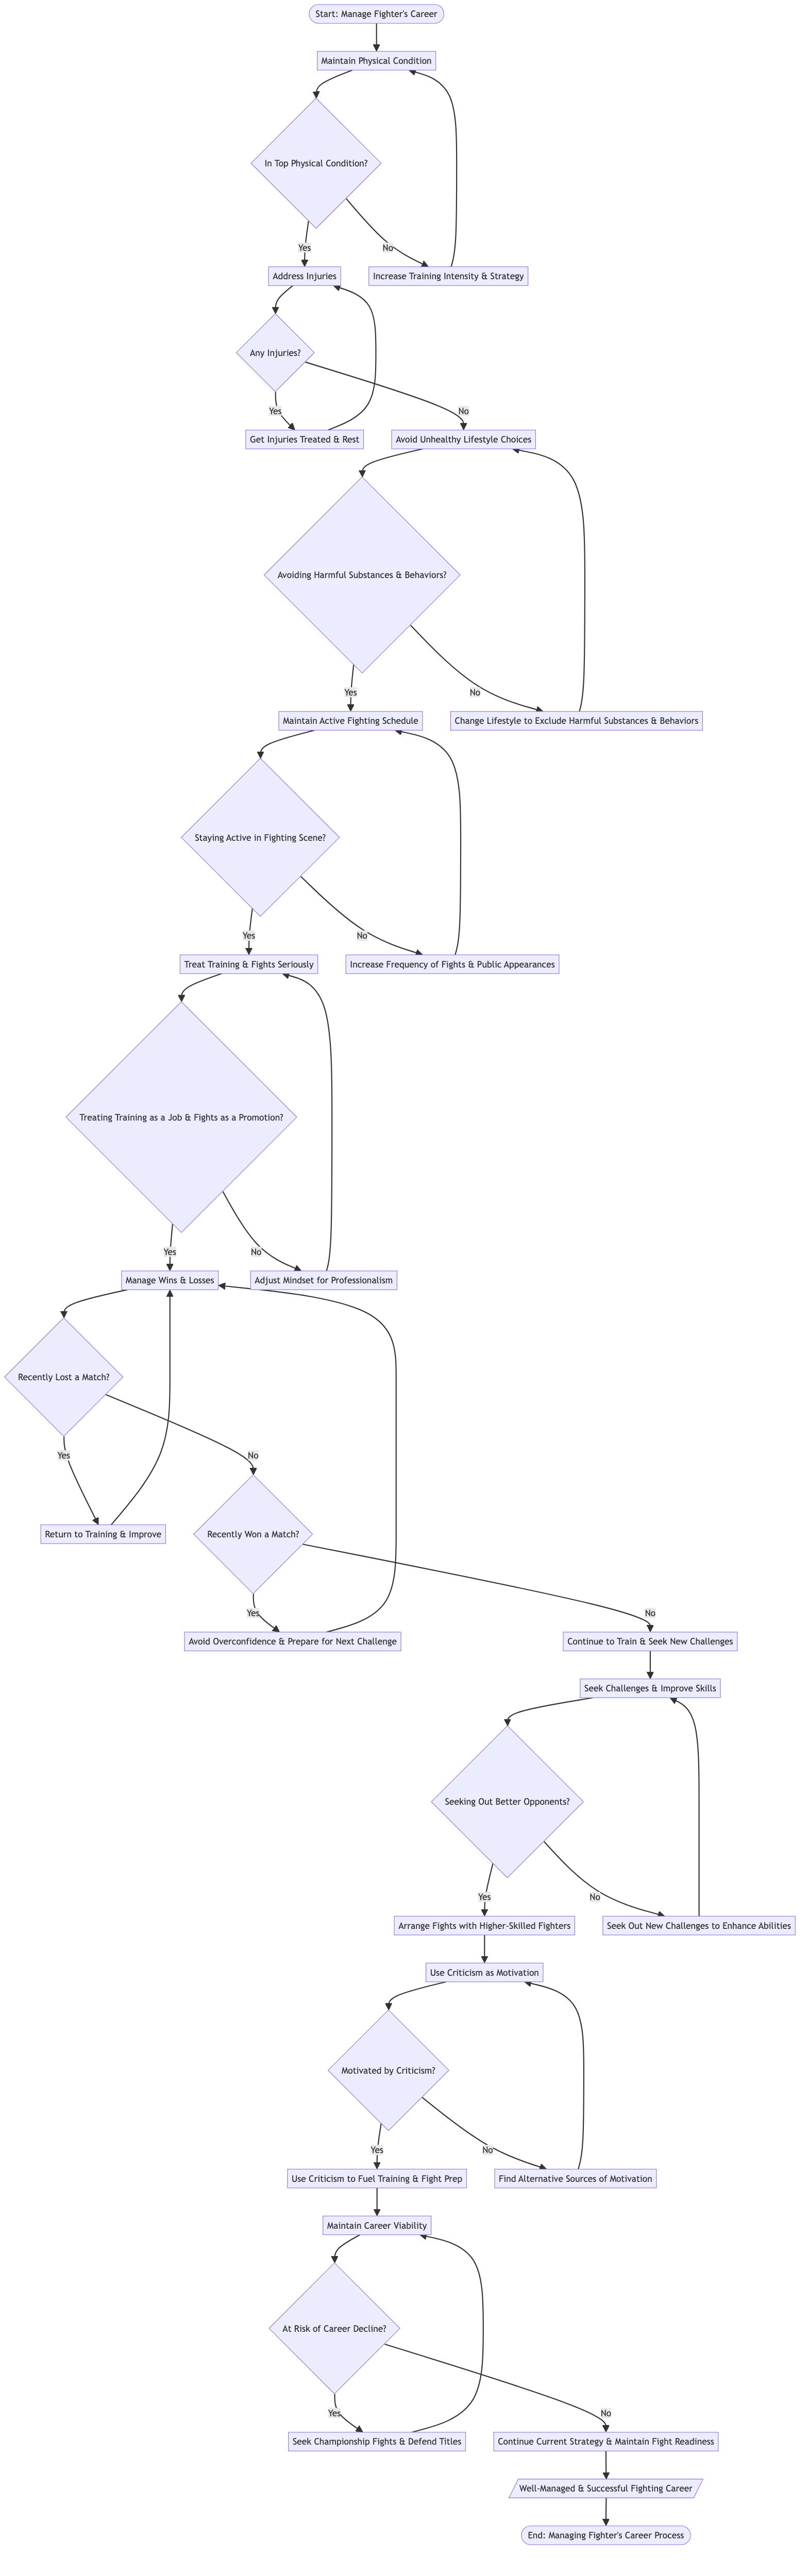 Start: Manage Fighter's Career
Maintain Physical Condition
In Top Physical Condition?
Yes
No
Address Injuries
Increase Training Intensity & Strategy
Any Injuries?
Yes
No
Get Injuries Treated & Rest
Avoid Unhealthy Lifestyle Choices
Avoiding Harmful Substances & Behaviors?
Yes
No
Maintain Active Fighting Schedule
Change Lifestyle to Exclude Harmful Substances & Behaviors
Staying Active in Fighting Scene?
Yes
No
Treat Training & Fights Seriously
Increase Frequency of Fights & Public Appearances
Treating Training as a Job & Fights as a Promotion?
Yes
No
Manage Wins & Losses
Adjust Mindset for Professionalism
Recently Lost a Match?
Yes
No
Return to Training & Improve
Recently Won a Match?
Yes
No
Avoid Overconfidence & Prepare for Next Challenge
Continue to Train & Seek New Challenges
Seek Challenges & Improve Skills
Seeking Out Better Opponents?
Yes
No
Arrange Fights with Higher-Skilled Fighters
Seek Out New Challenges to Enhance Abilities
Use Criticism as Motivation
Motivated by Criticism?
Yes
No
Use Criticism to Fuel Training & Fight Prep
Find Alternative Sources of Motivation
Maintain Career Viability
At Risk of Career Decline?
Yes
No
Seek Championship Fights & Defend Titles
Continue Current Strategy & Maintain Fight Readiness
Well-Managed & Successful Fighting Career
End: Managing Fighter's Career Process